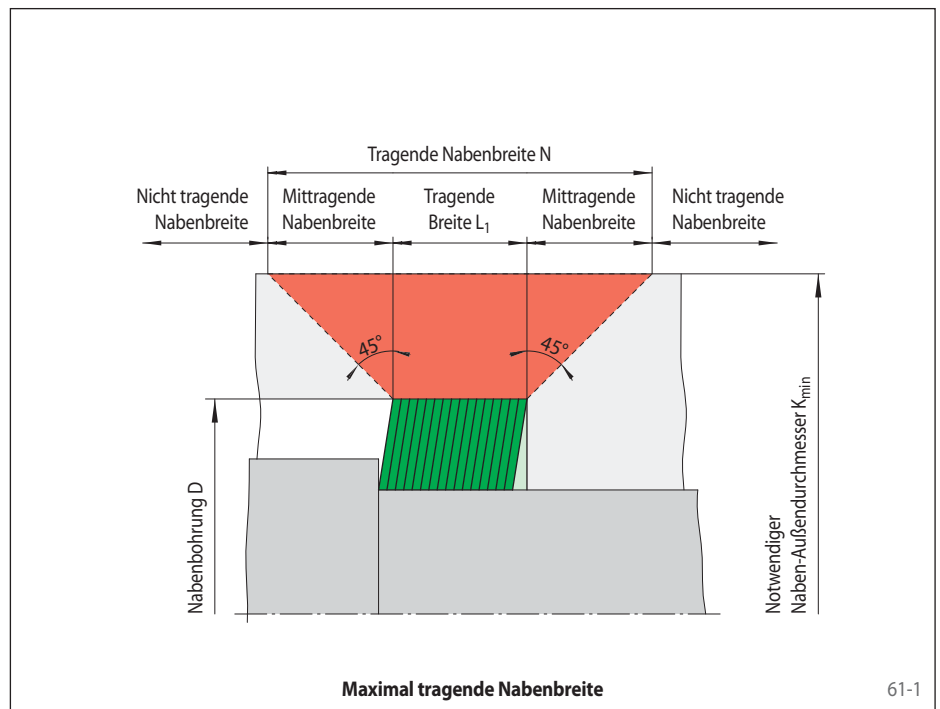 Tragende Nabenbreite N
Nicht tragende
Nabenbreite
Mittragende
Nabenbreite
Tragende
Breite L₁
Mittragende
Nabenbreite
Nicht tragende
Nabenbreite
45°
45°
Nabenbohrung D
Notwendiger
Naben-Außendurchmesser Kmin
Maximal tragende Nabenbreite
61-1